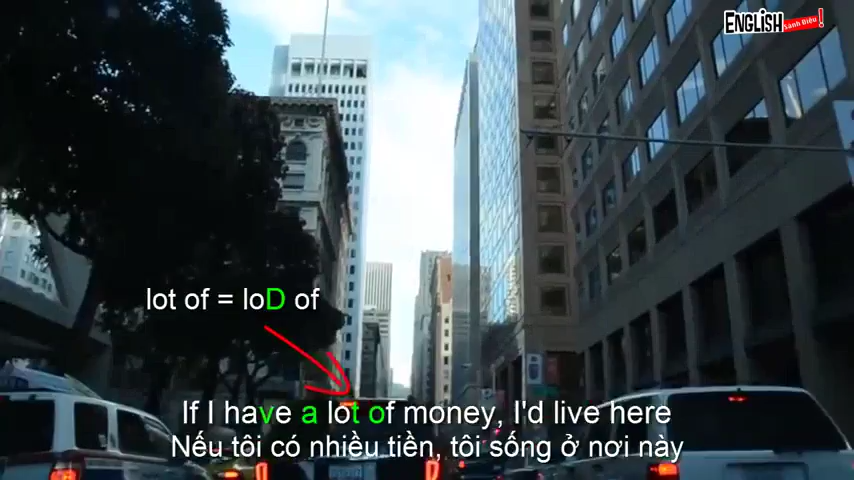 ENGLISH Sành Điệu!
lot of = loD of
If I have a lot of money, I'd live here
Nếu tôi có nhiều tiền, tôi sống ở nơi này